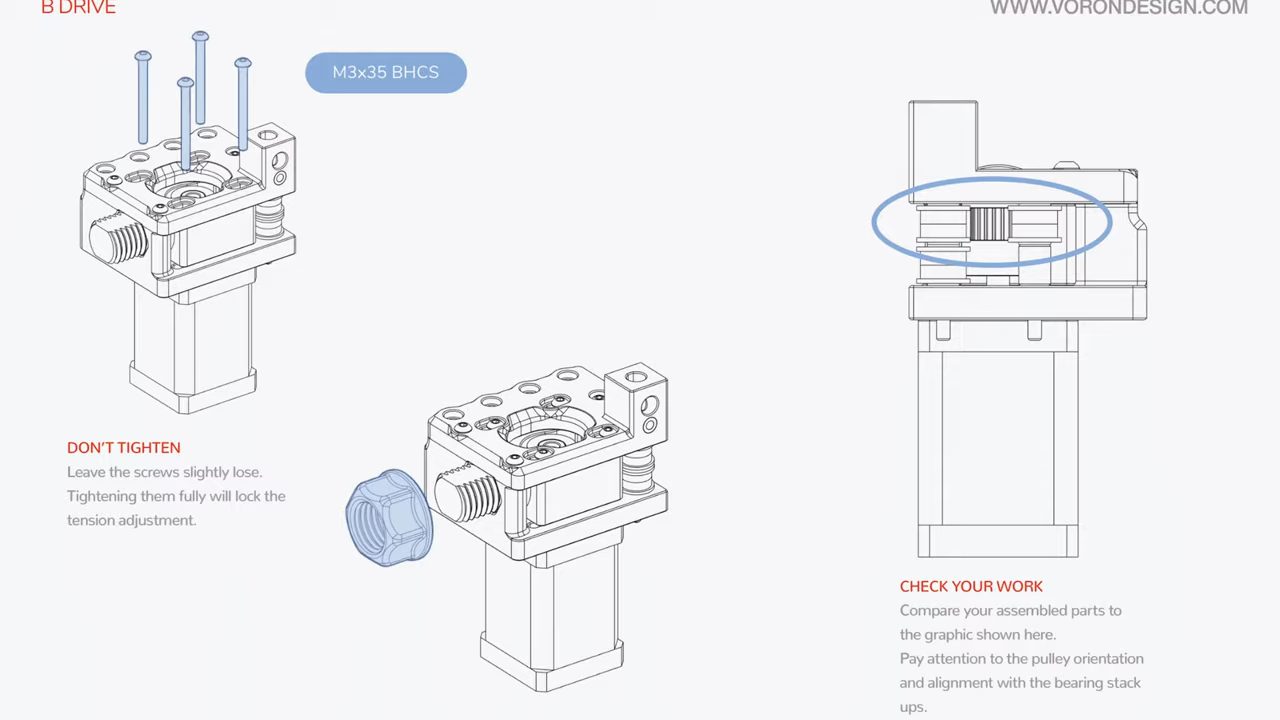 B DRIVE
WWW.VORONDESIGN.COM
M3x35 BHCS
DON'T TIGHTEN
Leave the screws slightly lose.
Tightening them fully will lock the
tension adjustment.
CHECK YOUR WORK
Compare your assembled parts to
the graphic shown here.
Pay attention to the pulley orientation
and alignment with the bearing stack
ups.